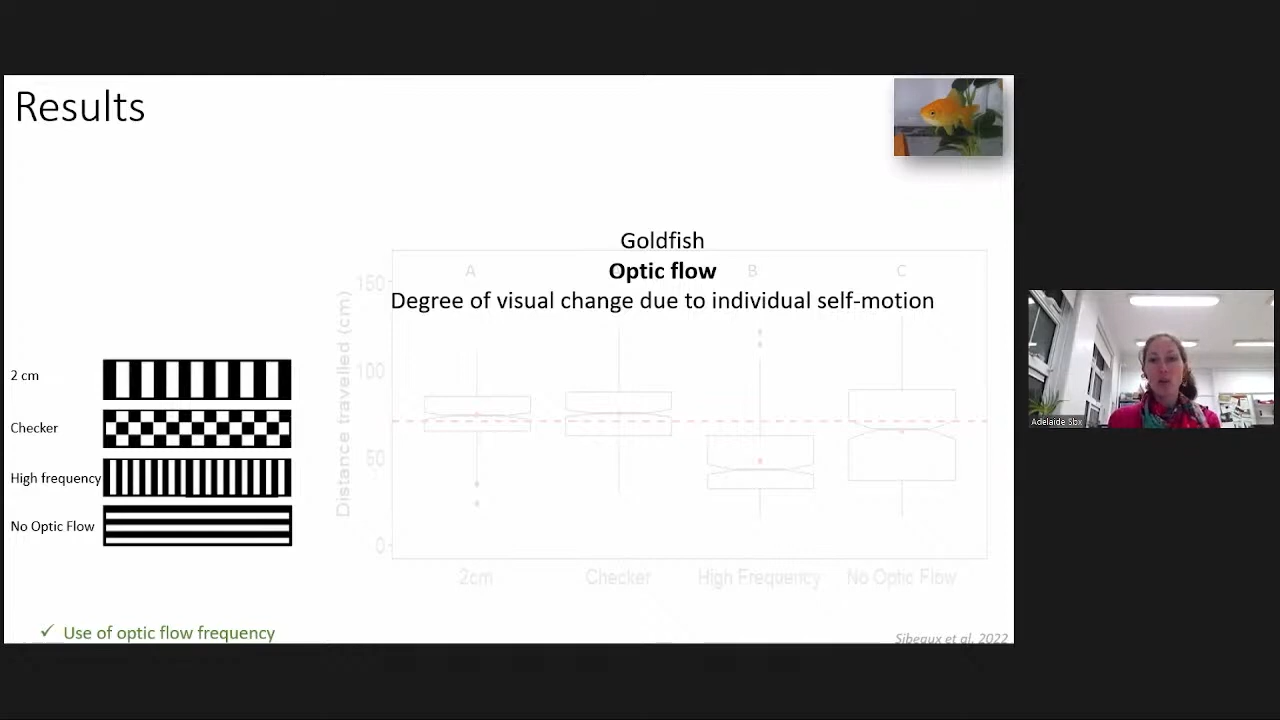 Results
Goldfish
Optic flow
Degree of visual change due to individual self-motion
A
B
C
150
100
50
0
Distance travelled (cm)
2cm
Checker
High Frequency
No Optic Flow
2 cm
Checker
High frequency
No Optic Flow
✓ Use of optic flow frequency
Sibeaux et al, 2022
Adelaide Sbx